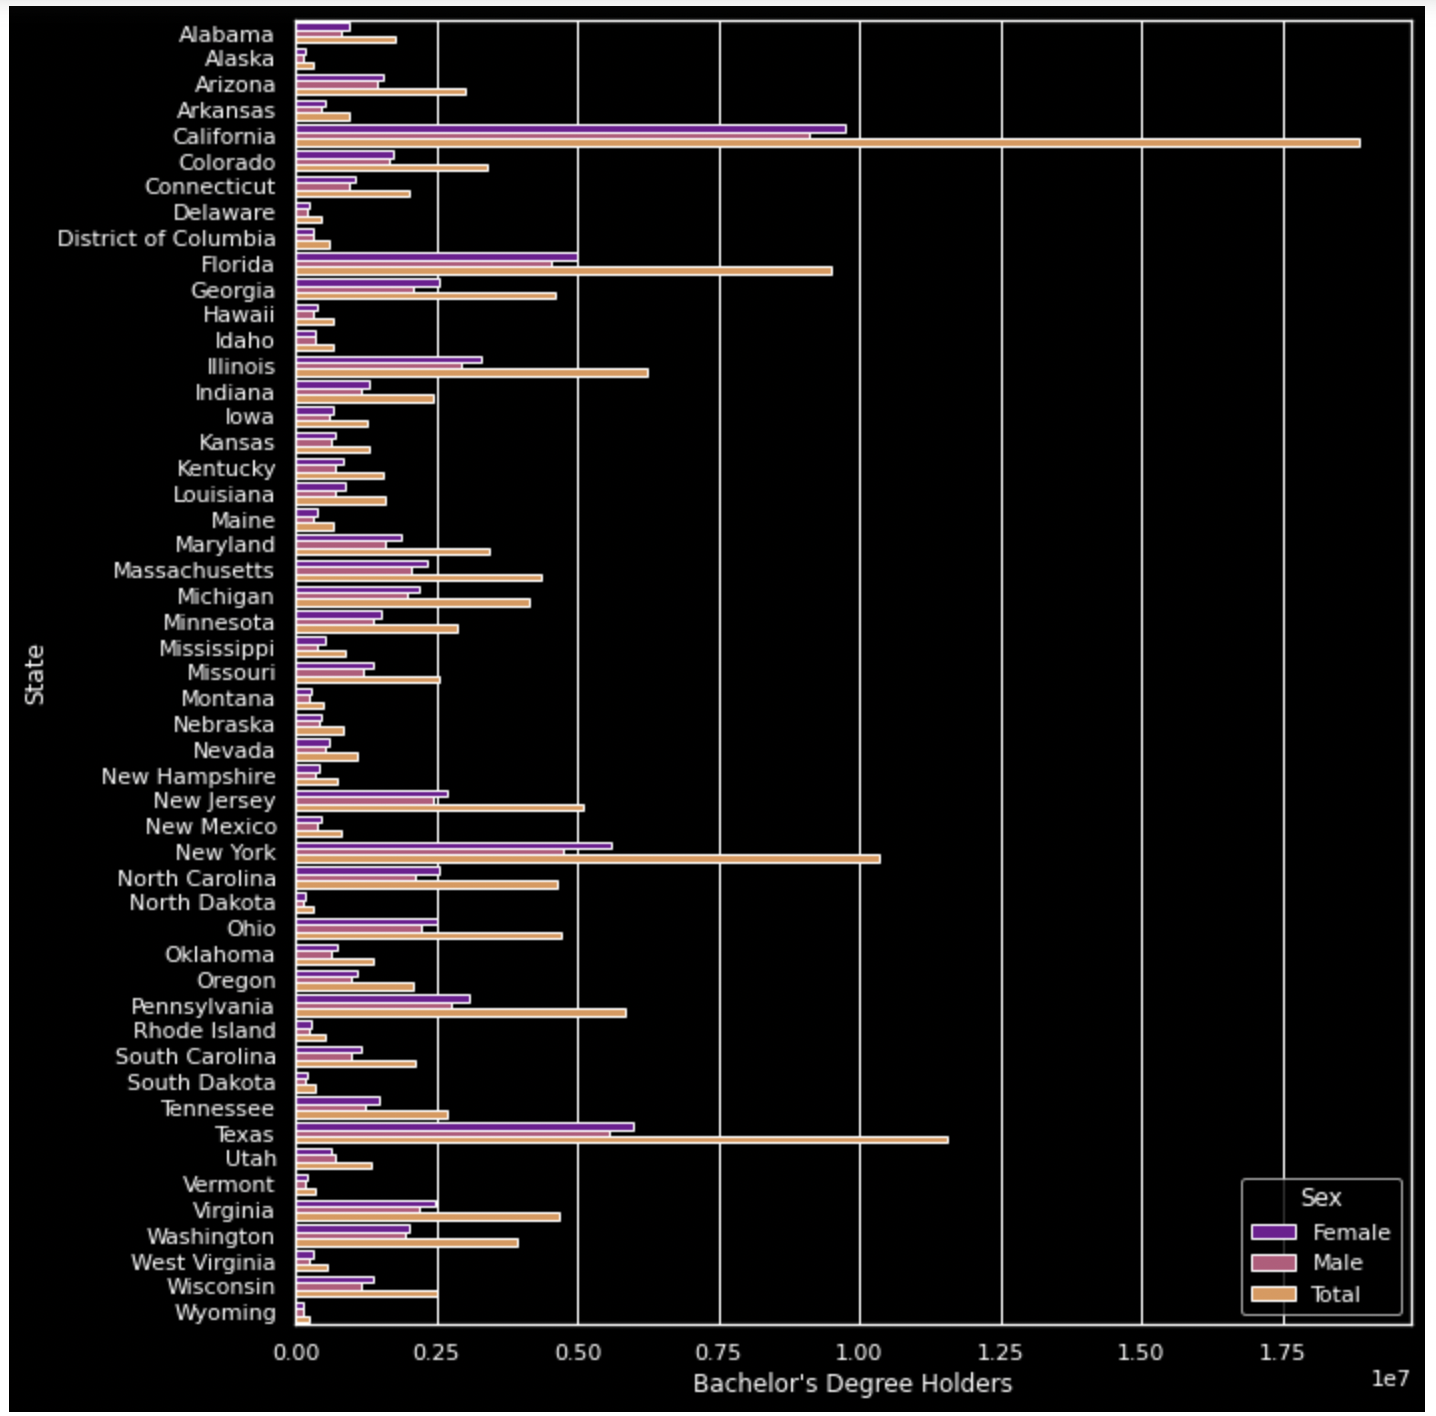 Alabama
Alaska
Arizona
Arkansas
California
Colorado
Connecticut
Delaware
District of Columbia
Florida
Georgia
Hawaii
Idaho
Illinois
Indiana
Iowa
Kansas
Kentucky
Louisiana
Maine
Maryland
Massachusetts
Michigan
Minnesota
Mississippi
Missouri
Montana
Nebraska
Nevada
New Hampshire
New Jersey
New Mexico
New York
North Carolina
North Dakota
Ohio
Oklahoma
Oregon
Pennsylvania
Rhode Island
South Carolina
South Dakota
Tennessee
Texas
Utah
Vermont
Virginia
Washington
West Virginia
Wisconsin
Wyoming
State
Sex
Female
Male
Total
0.00 0.25 0.50 0.75 1.00 1.25 1.50 1.75
1e7
Bachelor's Degree Holders